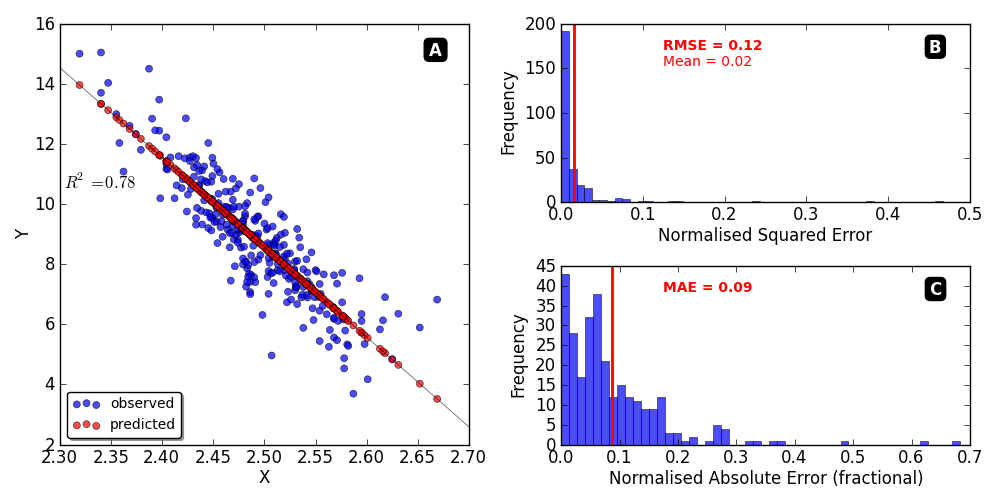 16
14
12
10
8
6
4
2
Y
A
R² =0.78
observed
predicted
2.30 2.35 2.40 2.45 2.50 2.55 2.60 2.65 2.70
X
200
150
100
50
0
Frequency
RMSE = 0.12
Mean = 0.02
B
0.0 0.1 0.2 0.3 0.4 0.5
Normalised Squared Error
45
40
35
30
25
20
15
10
5
0
Frequency
MAE = 0.09
C
0.0 0.1 0.2 0.3 0.4 0.5 0.6 0.7
Normalised Absolute Error (fractional)